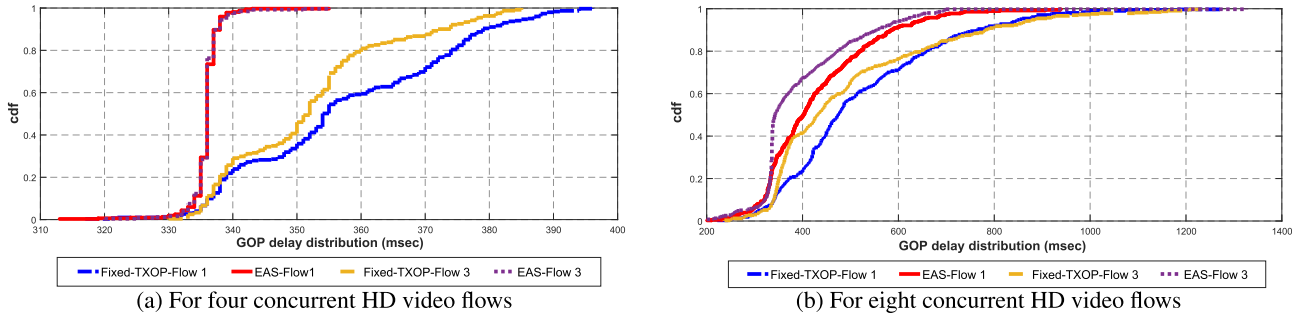 1
0.8
0.6
0.4
0.2
0
cdf
310 320 330 340 350 360 370 380 390 400
GOP delay distribution (msec)
Fixed-TXOP-Flow 1 EAS-Flow1 Fixed-TXOP-Flow 3 EAS-Flow 3
(a) For four concurrent HD video flows
1
0.8
0.6
0.4
0.2
0
cdf
200 400 600 800 1000 1200 1400
GOP delay distribution (msec)
Fixed-TXOP-Flow 1 EAS-Flow 1 Fixed-TXOP-Flow 3 EAS-Flow 3
(b) For eight concurrent HD video flows